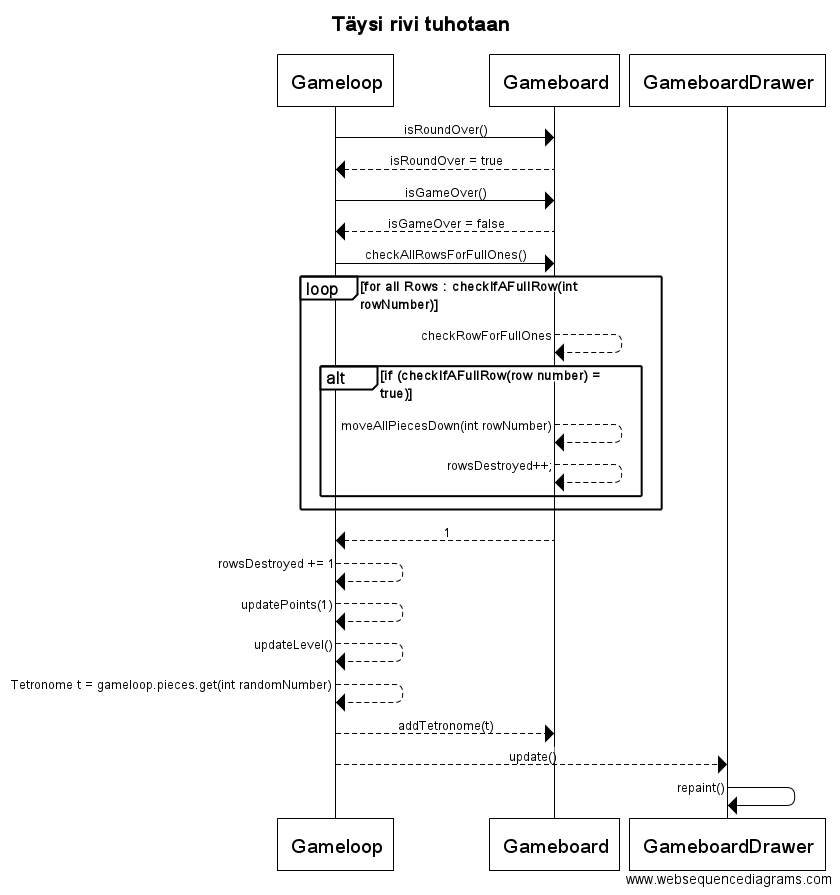 Täysi rivi tuhotaan
Gameloop
Gameboard
GameboardDrawer
isRoundOver()
isRoundOver = true
isGameOver()
isGameOver = false
checkAllRowsForFullOnes()
loop
[for all Rows : checkIfAFullRow(int
rowNumber)]
checkRowForFullOnes
alt
[if (checkIfAFullRow(row number) =
true)]
moveAllPiecesDown(int rowNumber)
rowsDestroyed++;
1
rowsDestroyed += 1
updatePoints(1)
updateLevel()
Tetronome t = gameloop.pieces.get(int randomNumber)
addTetronome(t)
update()
repaint()
Gameloop
Gameboard
GameboardDrawer
www.websequencediagrams.com